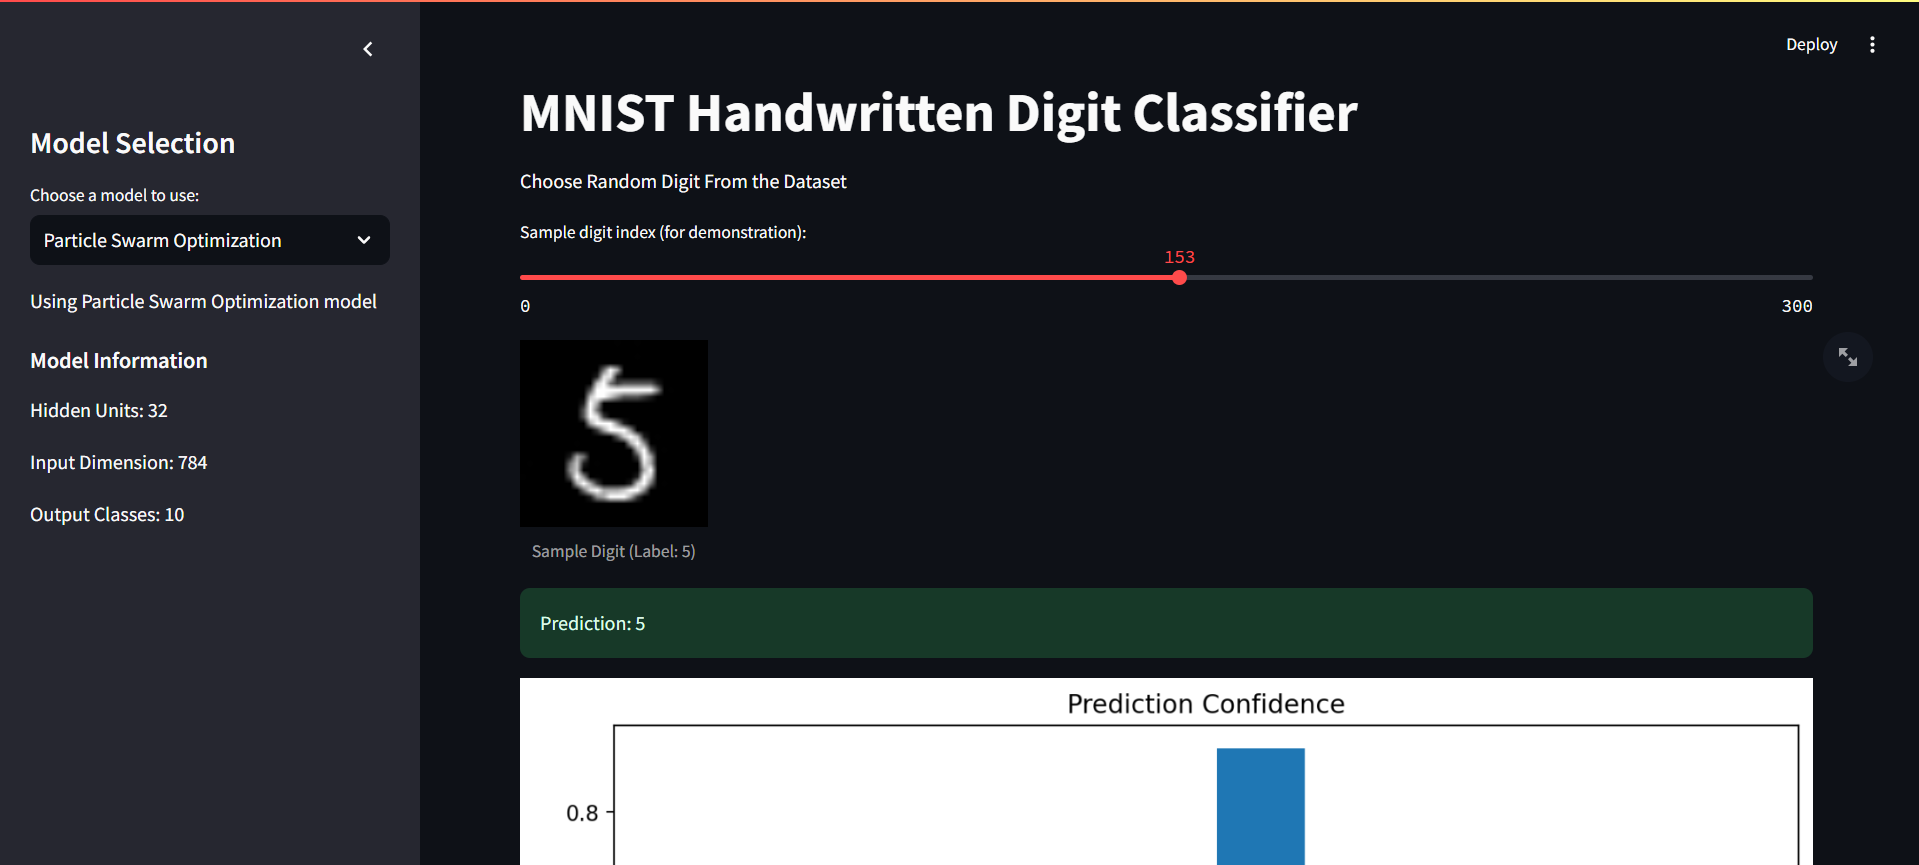 Deploy
Model Selection
Choose a model to use:
Particle Swarm Optimization
Using Particle Swarm Optimization model
Model Information
Hidden Units: 32
Input Dimension: 784
Output Classes: 10
MNIST Handwritten Digit Classifier
Choose Random Digit From the Dataset
Sample digit index (for demonstration):
153
0
300
5
Sample Digit (Label: 5)
Prediction: 5
Prediction Confidence
0.8